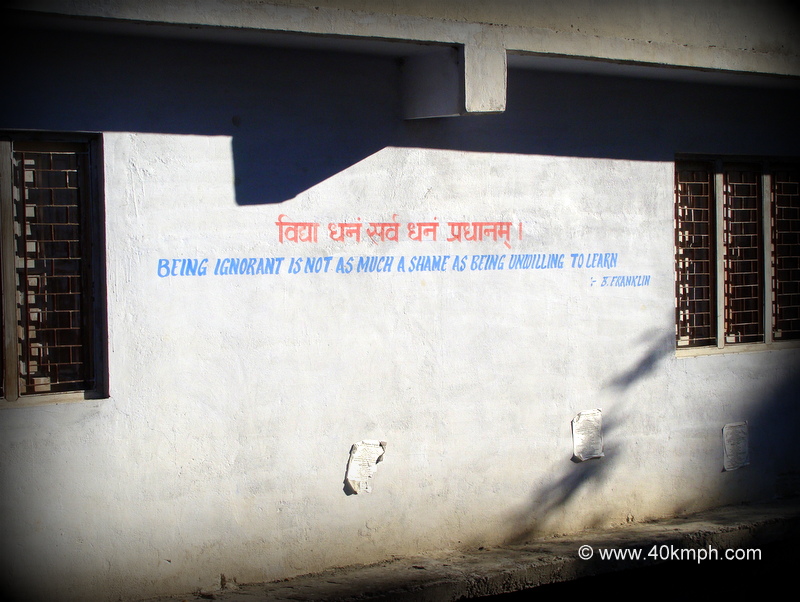 विद्या धनं सर्व धनं प्रधानम् ।
BEING IGNORANT IS NOT AS MUCH A SHAME AS BEING UNWILLING TO LEARN
:- B. FRANKLIN
© www.40kmph.com